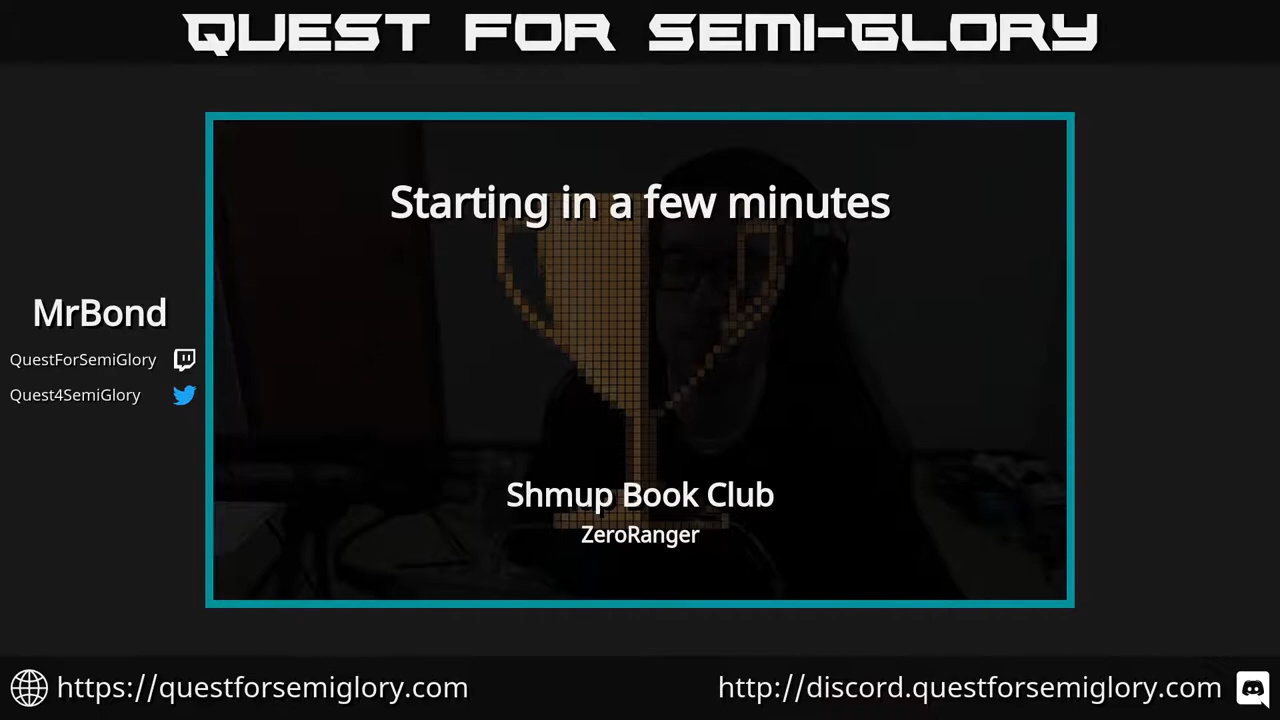 QUEST FOR SEMI-GLORY
Starting in a few minutes
MrBond
QuestForSemiGlory
Quest4SemiGlory
Shmup Book Club
ZeroRanger
https://questforsemiglory.com
http://discord.questforsemiglory.com